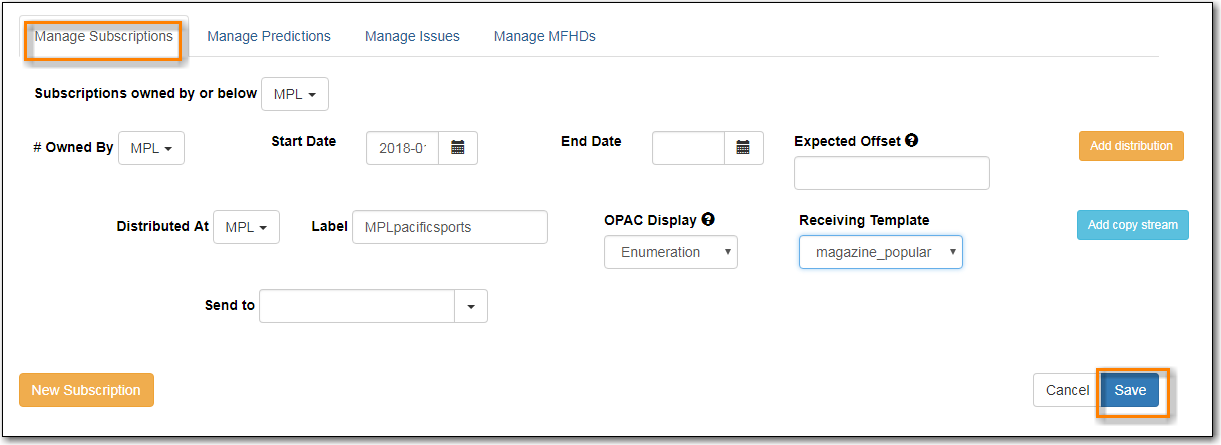 Manage Subscriptions Manage Predictions Manage Issues Manage MFHDs
Subscriptions owned by or below MPL
# Owned By MPL Start Date 2018-01 End Date Expected Offset Add distribution
Distributed At MPL Label MPLpacificsports OPAC Display Enumeration Receiving Template magazine_popular Add copy stream
Send to
New Subscription Cancel Save